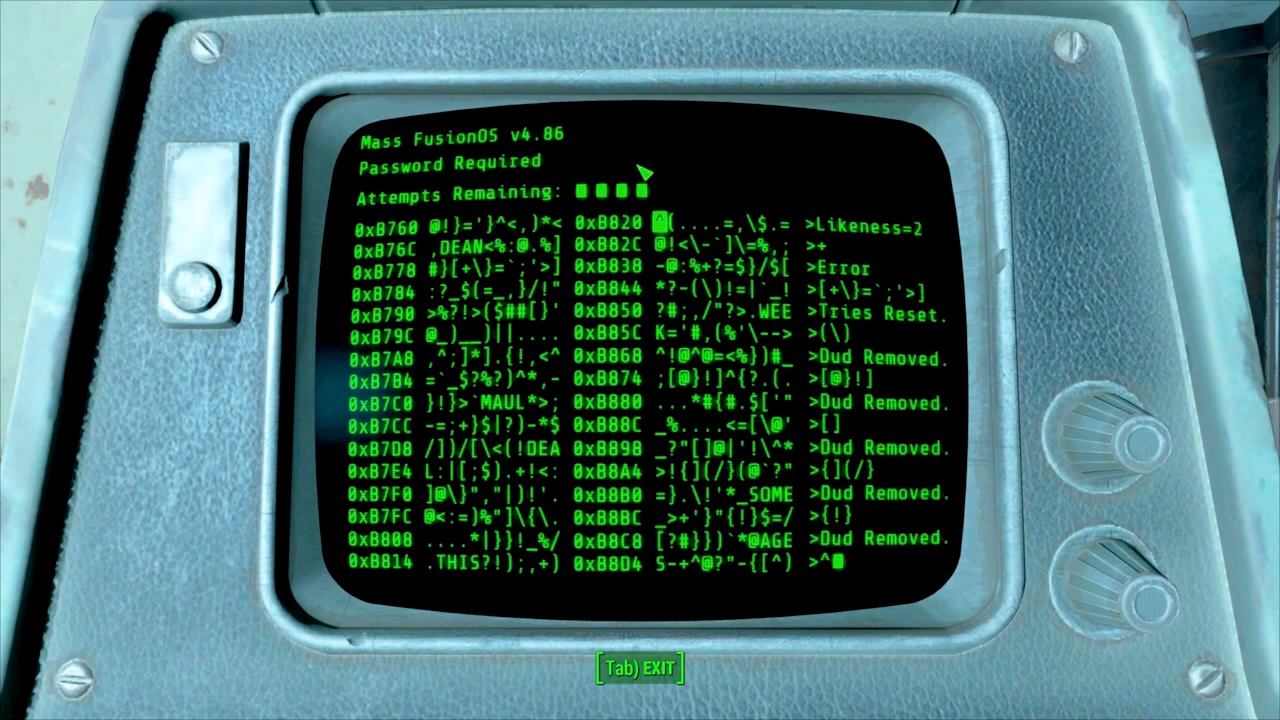 Mass FusionOS v4.86
Password Required
Attempts Remaining: ■ ■ ■ ■
0xB760 @!}='}^<,)*< 0xB820 ^(....=,\$.= >Likeness=2
0xB76C ,DEAN<%:@.%] 0xB82C @!<\-`]\=%,; >+
0xB778 #}[+\}=`;'>] 0xB838 -@:%+?=$}/$[ >Error
0xB784 :?_$(=_,}/!" 0xB844 *?-(\)!=|`_! >[+\}=`;'>]
0xB790 >%?!>($##[}' 0xB850 ?#;,/"?>.WEE >Tries Reset.
0xB79C @_)__)||.... 0xB85C K='#,(%'\--> >(\)
0xB7A8 ,^;]*].{!,<^ 0xB868 ^!@^@=<%})#_ >Dud Removed.
0xB7B4 =`_$?%?)^*,- 0xB874 ;[@}!]^{?.(. >[@}!]
0xB7C0 }!}>`MAUL*>; 0xB880 ...*#{#.$['" >Dud Removed.
0xB7CC -=;+}$|?)-*$ 0xB88C _%....<=[\@' >[]
0xB7D8 /])/[\<(!DEA 0xB898 _?"[]@|'!\^* >Dud Removed.
0xB7E4 L:|[;$).+!<: 0xB8A4 >!{](/}(@`?" >{](/}
0xB7F0 ]@\}","|)!'. 0xB8B0 =}.\!'*_SOME >Dud Removed.
0xB7FC @<:=)%"]\{\. 0xB8BC _>+'}"{!}$=/ >{!}
0xB808 ....*|}}!_%/ 0xB8C8 [?#}})`*@AGE >Dud Removed.
0xB814 .THIS?!);,+) 0xB8D4 S-+^@?"-{[^) >^■
[Tab) EXIT]